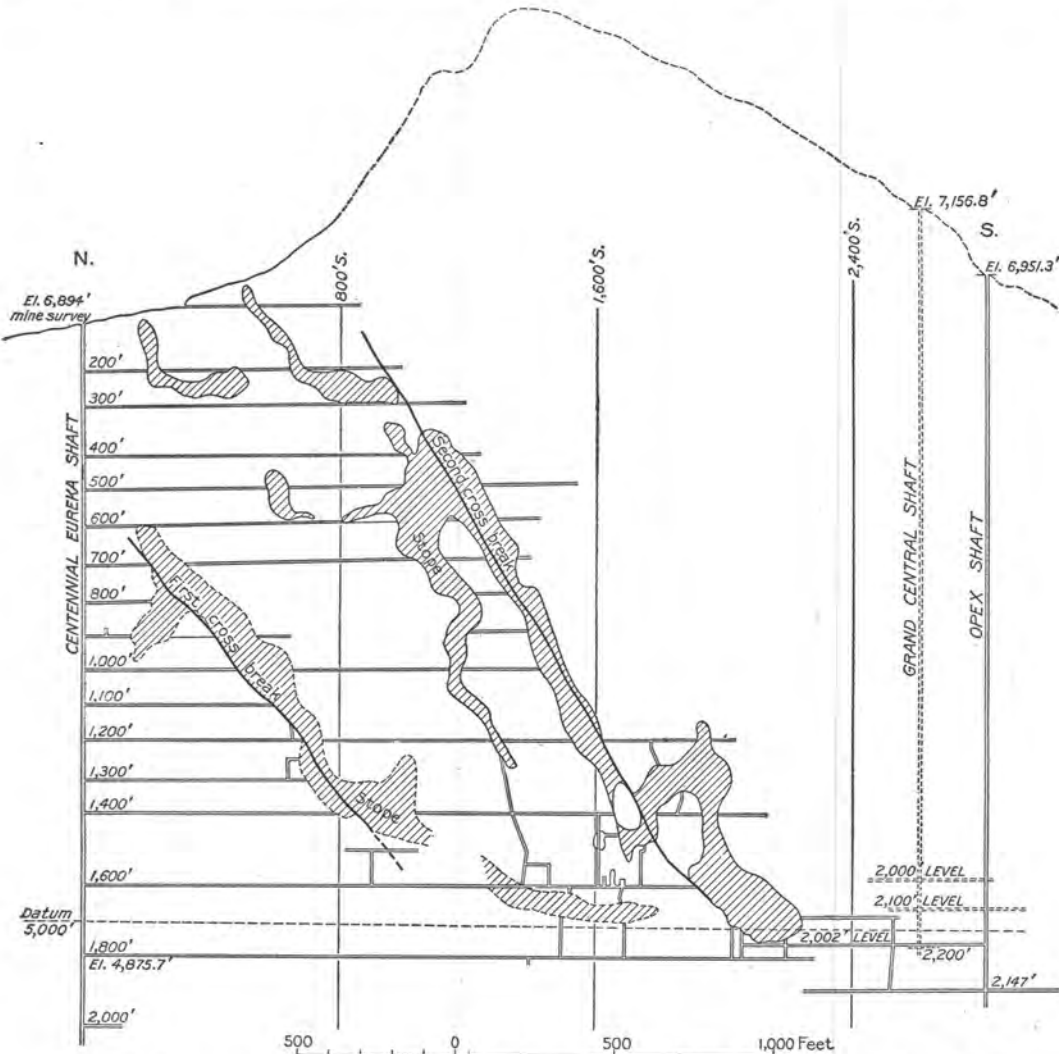 El. 7,156.8'
N.
S.
El. 6,951.3'
El. 6,894'
mine survey
800'S.
1,600'S.
2,400'S.
200'
300'
400'
500'
600'
700'
800'
1,000'
1,100'
1,200'
1,300'
1,400'
1,600'
Datum
5,000'
1,800'
El. 4,875.7'
2,000'
CENTENNIAL EUREKA SHAFT
First cross break
Stope
Second cross break
Stope
GRAND CENTRAL SHAFT
OPEX SHAFT
2,000' LEVEL
2,100' LEVEL
2,002' LEVEL
2,200'
2,147'
500
0
500
1,000 Feet